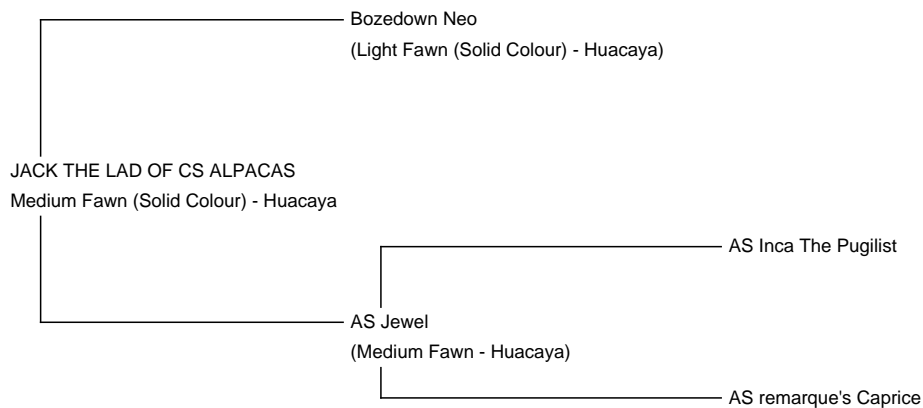 Bozedown Neo
(Light Fawn (Solid Colour) - Huacaya)
JACK THE LAD OF CS ALPACAS
Medium Fawn (Solid Colour) - Huacaya
AS Inca The Pugilist
AS Jewel
(Medium Fawn - Huacaya)
AS remarque's Caprice